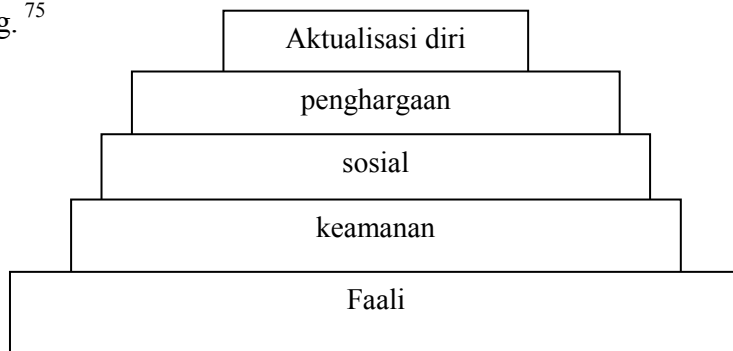 g. 75
Aktualisasi diri
penghargaan
sosial
keamanan
Faali